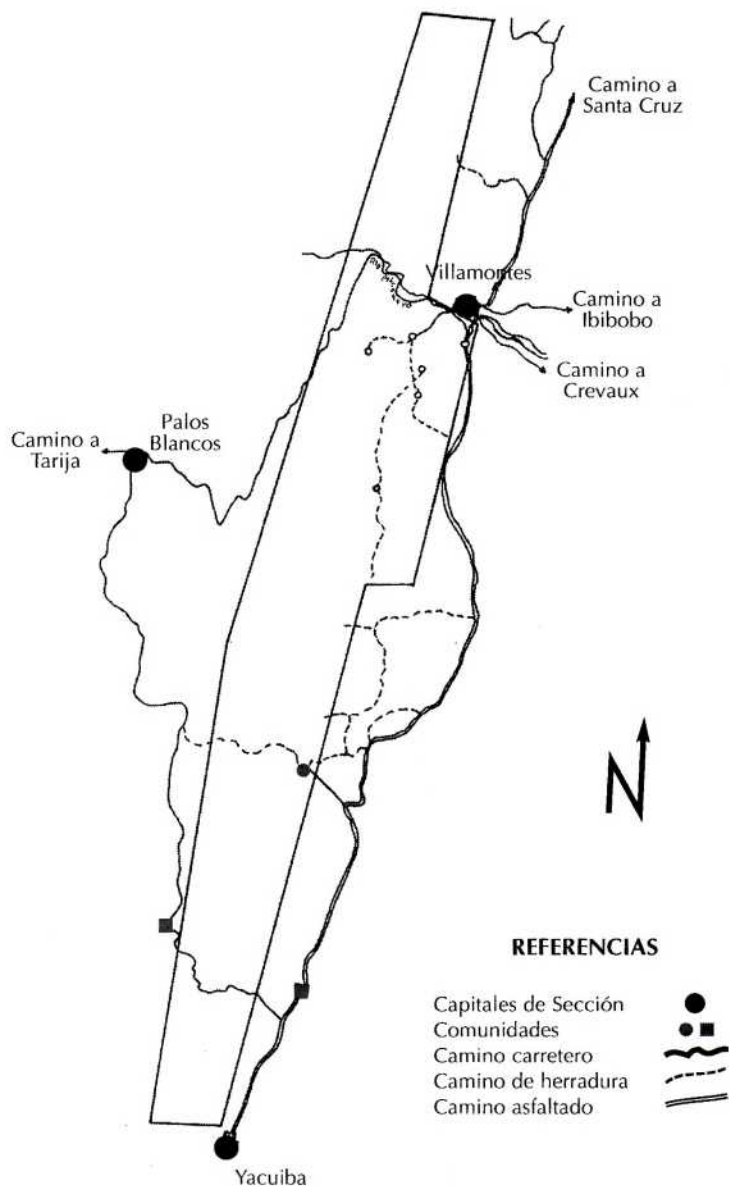 Camino a
Santa Cruz
Villamontes
Camino a
Ibibobo
Camino a
Crevaux
Palos
Blancos
Camino a
Tarija
N
REFERENCIAS
Capitales de Sección
Comunidades
Camino carretero
Camino de herradura
Camino asfaltado
Yacuiba